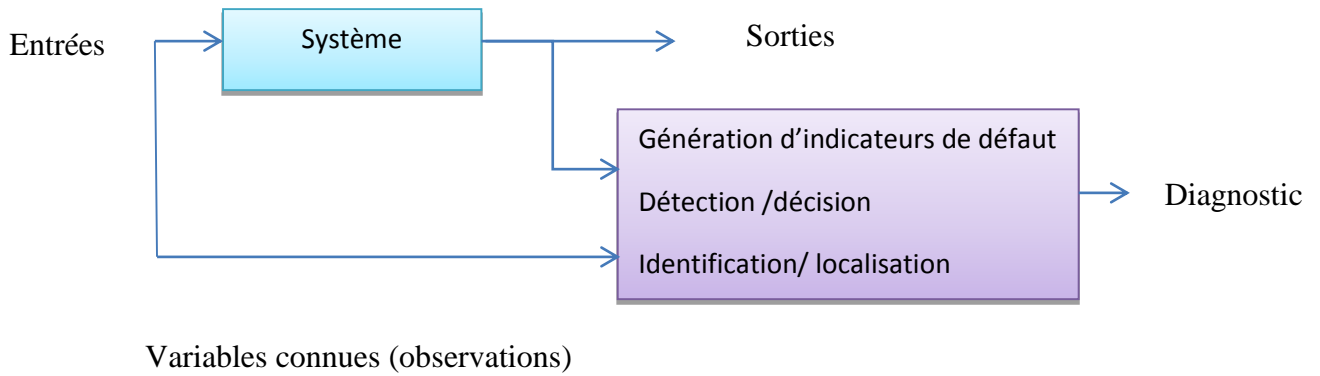 Entrées
Système
Sorties
Génération d’indicateurs de défaut
Détection /décision
Identification/ localisation
Diagnostic
Variables connues (observations)